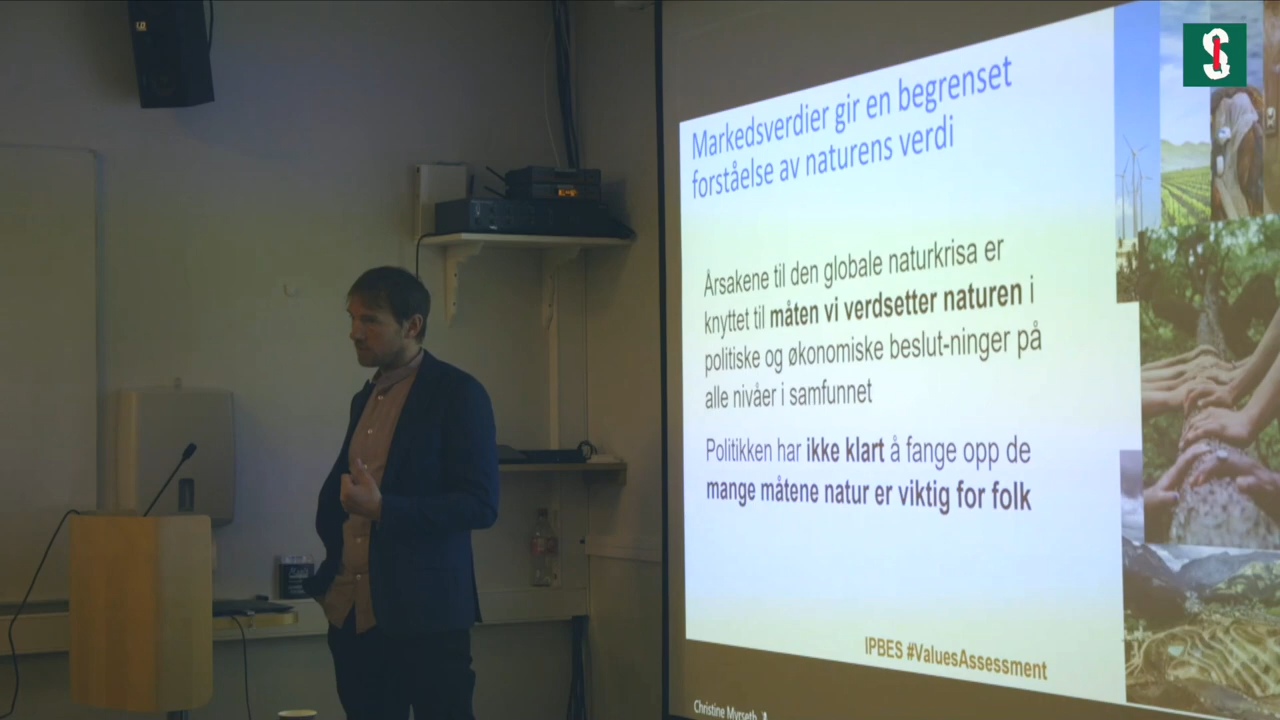 Markedsverdier gir en begrenset
forståelse av naturens verdi
Årsakene til den globale naturkrisa er
knyttet til måten vi verdsetter naturen i
politiske og økonomiske beslut-ninger på
alle nivåer i samfunnet
Politikken har ikke klart å fange opp de
mange måtene natur er viktig for folk
IPBES #ValuesAssessment
Christine Myrseth